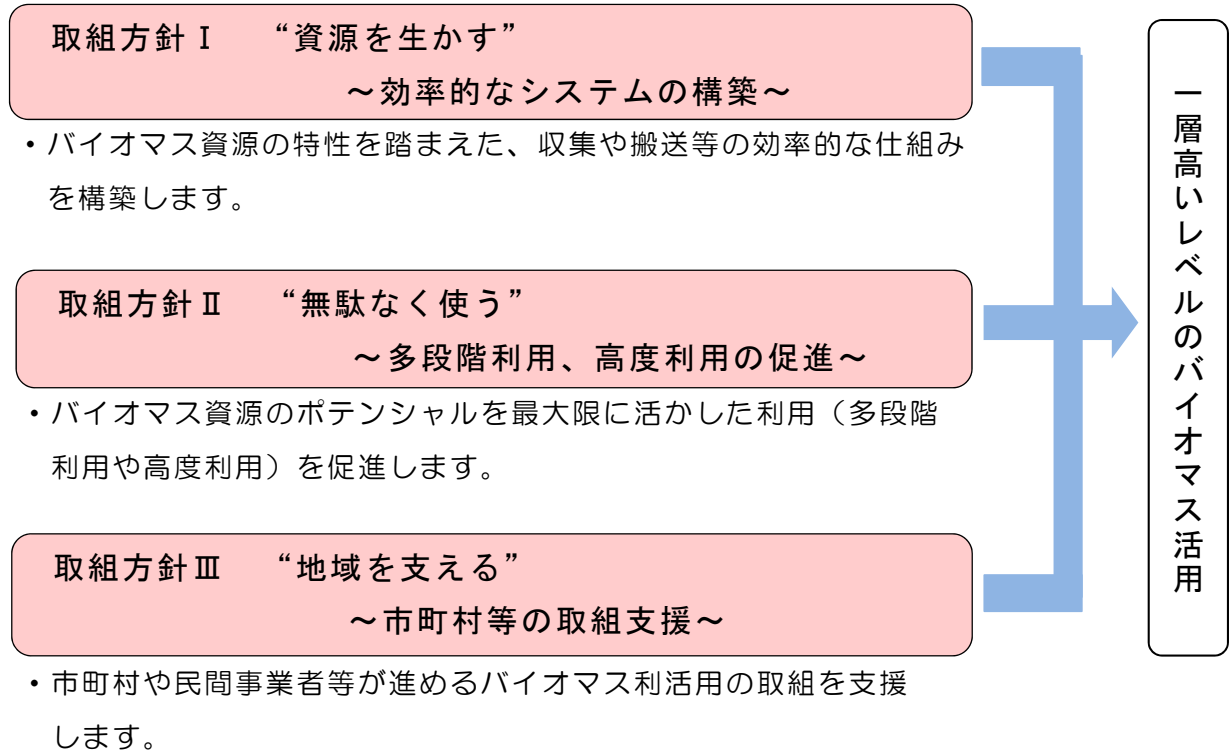 取組方針Ⅰ “資源を生かす”
～効率的なシステムの構築～
・バイオマス資源の特性を踏まえた、収集や搬送等の効率的な仕組み
を構築します。
取組方針Ⅱ “無駄なく使う”
～多段階利用、高度利用の促進～
・バイオマス資源のポテンシャルを最大限に活かした利用（多段階
利用や高度利用）を促進します。
取組方針Ⅲ “地域を支える”
～市町村等の取組支援～
・市町村や民間事業者等が進めるバイオマス利活用の取組を支援
します。
一層高いレベルのバイオマス活用